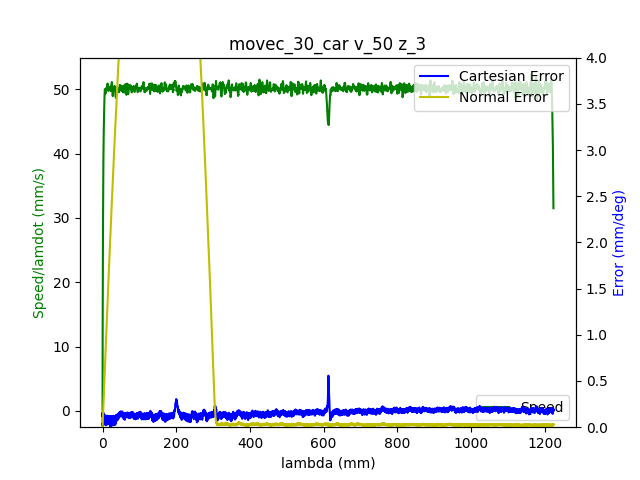 movec_30_car v_50 z_3
Cartesian Error
Normal Error
Speed
Speed/lamdot (mm/s)
50
40
30
20
10
0
Error (mm/deg)
4.0
3.5
3.0
2.5
2.0
1.5
1.0
0.5
0.0
0 200 400 600 800 1000 1200
lambda (mm)